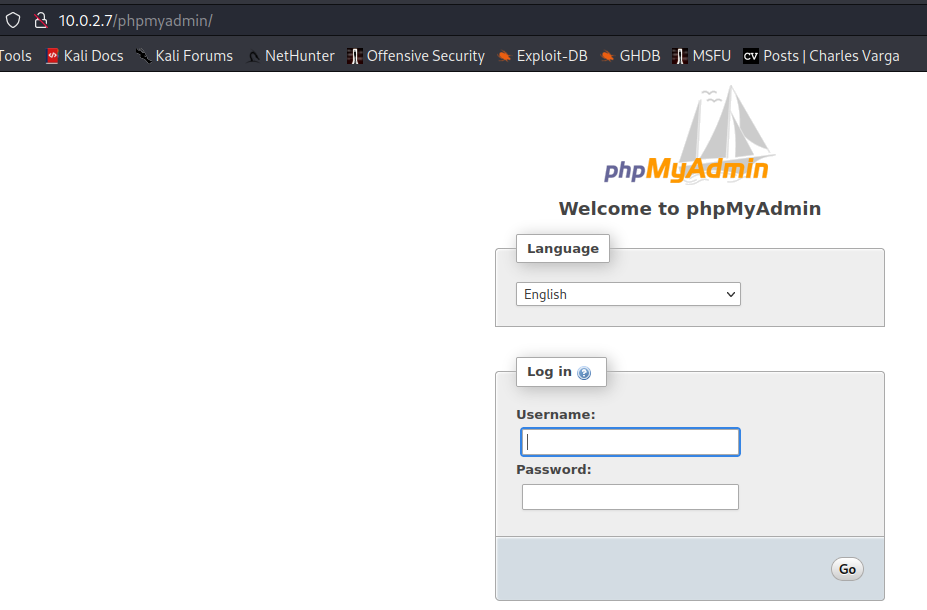 10.0.2.7/phpmyadmin/
Tools Kali Docs Kali Forums NetHunter Offensive Security Exploit-DB GHDB MSFU CV Posts | Charles Varga
phpMyAdmin
Welcome to phpMyAdmin
Language
English
Log in
Username:
Password:
Go